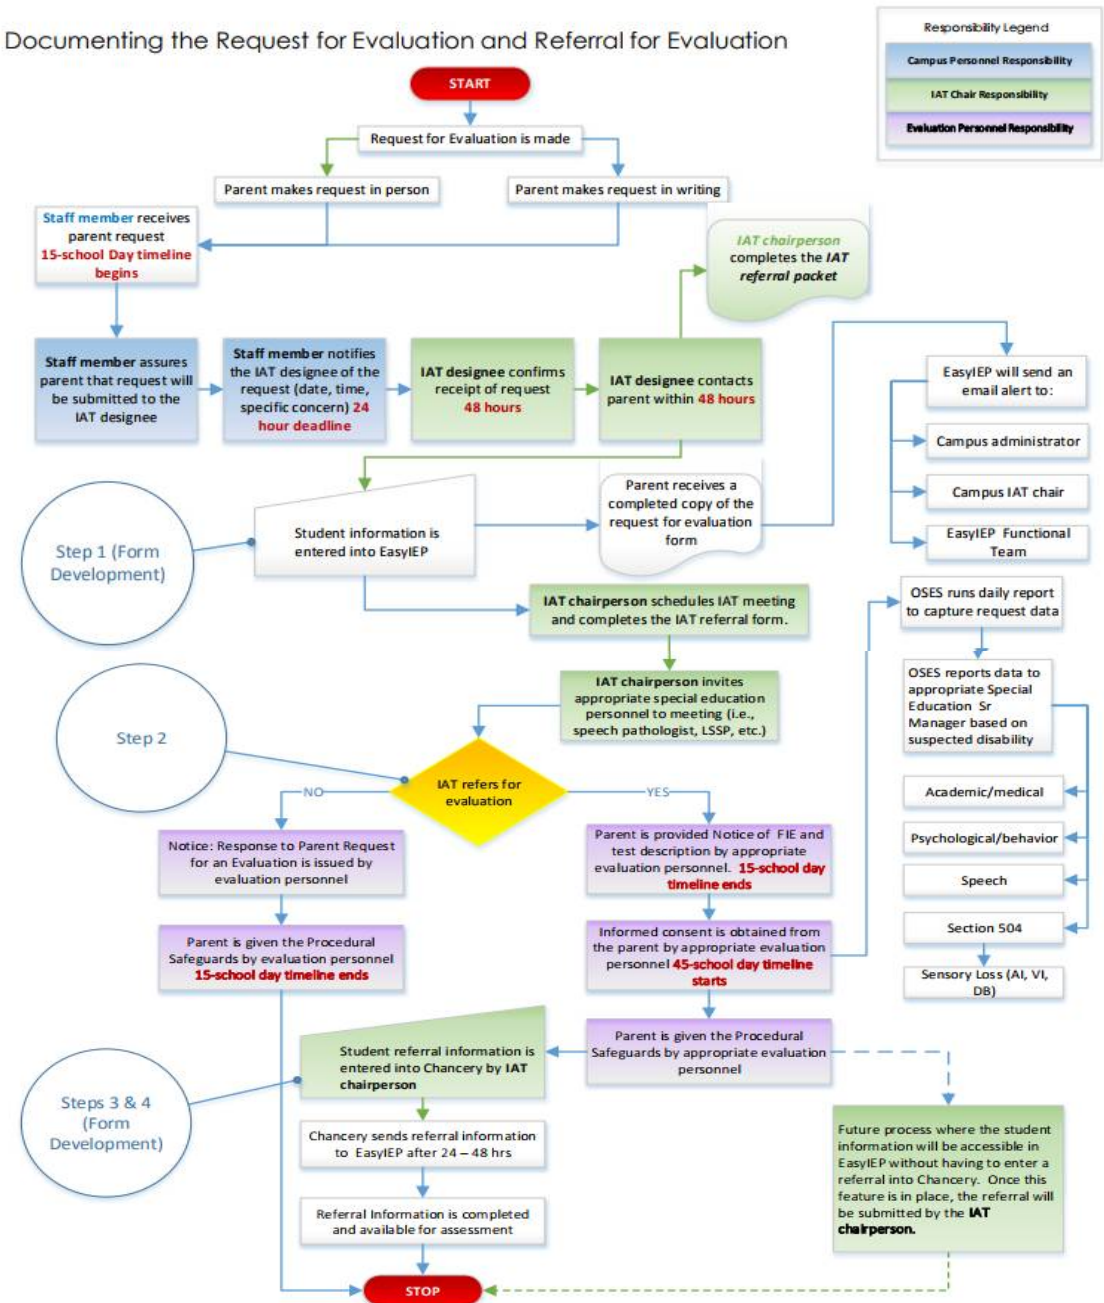 Documenting the Request for Evaluation and Referral for Evaluation
Responsibility Legend
Campus Personnel Responsibility
IAT Chair Responsibility
Evaluation Personnel Responsibility
START
Request for Evaluation is made
Parent makes request in person
Parent makes request in writing
Staff member receives
parent request
15-school Day timeline
begins
IAT chairperson
completes the IAT
referral packet
Staff member assures
parent that request will
be submitted to the
IAT designee
Staff member notifies
the IAT designee of the
request (date, time,
specific concern) 24
hour deadline
IAT designee confirms
receipt of request
48 hours
IAT designee contacts
parent within 48 hours
EasyIEP will send an
email alert to:
Campus administrator
Campus IAT chair
EasyIEP Functional
Team
Step 1 (Form
Development)
Student information is
entered into EasyIEP
Parent receives a
completed copy of the
request for evaluation
form
IAT chairperson schedules IAT meeting
and completes the IAT referral form.
OSES runs daily report
to capture request data
IAT chairperson invites
appropriate special education
personnel to meeting (i.e.,
speech pathologist, LSSP, etc.)
OSES reports data to
appropriate Special
Education Sr
Manager based on
suspected disability
Step 2
IAT refers for
evaluation
NO
YES
Academic/medical
Psychological/behavior
Speech
Section 504
Sensory Loss (AI, VI,
DB)
Notice: Response to Parent Request
for an Evaluation is issued by
evaluation personnel
Parent is provided Notice of FIE and
test description by appropriate
evaluation personnel. 15-school day
timeline ends
Parent is given the Procedural
Safeguards by evaluation personnel
15-school day timeline ends
Informed consent is obtained from
the parent by appropriate evaluation
personnel 45-school day timeline
starts
Parent is given the Procedural
Safeguards by appropriate evaluation
personnel
Steps 3 & 4
(Form
Development)
Student referral information is
entered into Chancery by IAT
chairperson
Chancery sends referral information
to EasyIEP after 24 – 48 hrs
Referral Information is completed
and available for assessment
Future process where the student
information will be accessible in
EasyIEP without having to enter a
referral into Chancery. Once this
feature is in place, the referral will
be submitted by the IAT
chairperson.
STOP